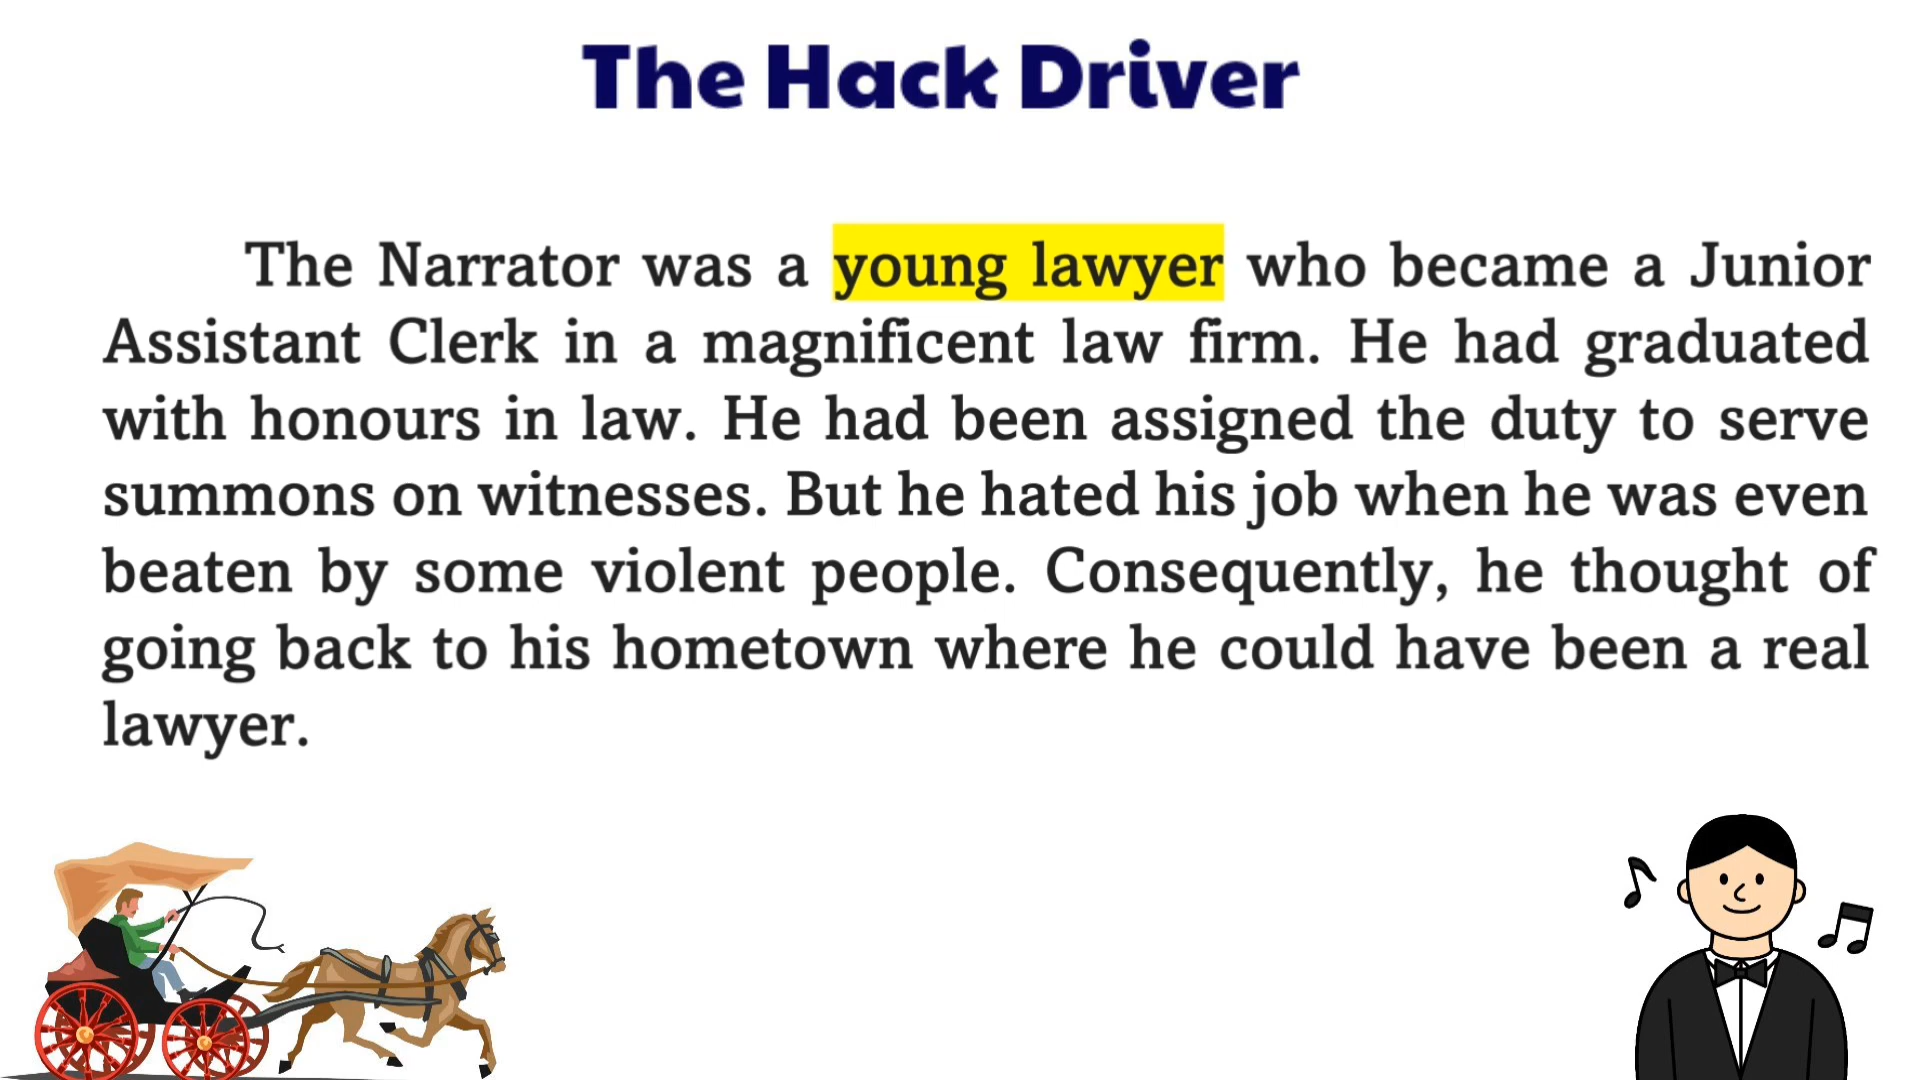 The Hack Driver
The Narrator was a young lawyer who became a Junior
Assistant Clerk in a magnificent law firm. He had graduated
with honours in law. He had been assigned the duty to serve
summons on witnesses. But he hated his job when he was even
beaten by some violent people. Consequently, he thought of
going back to his hometown where he could have been a real
lawyer.